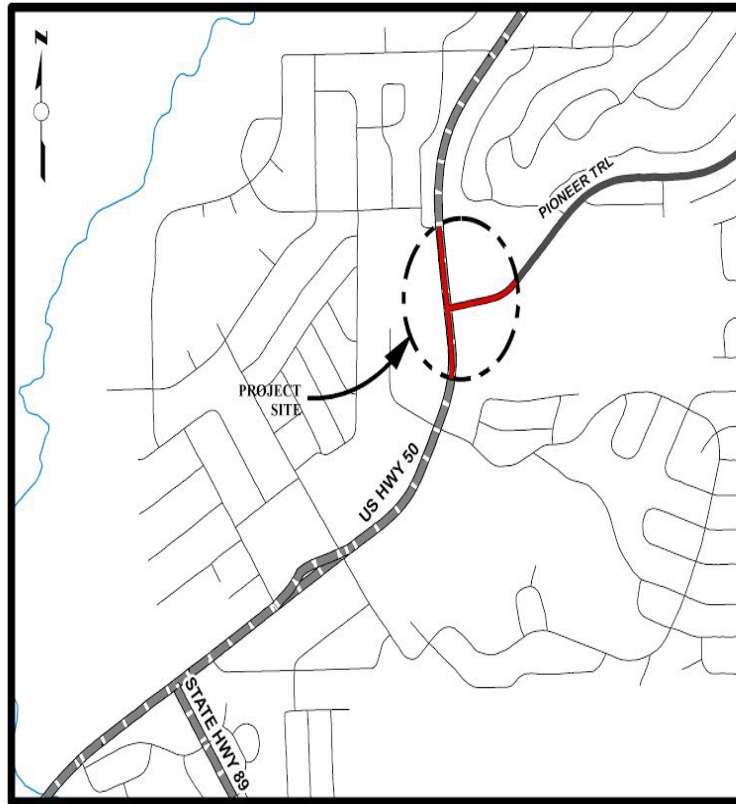 N
PIONEER TRL
PROJECT
SITE
US HWY 50
STATE HWY 89